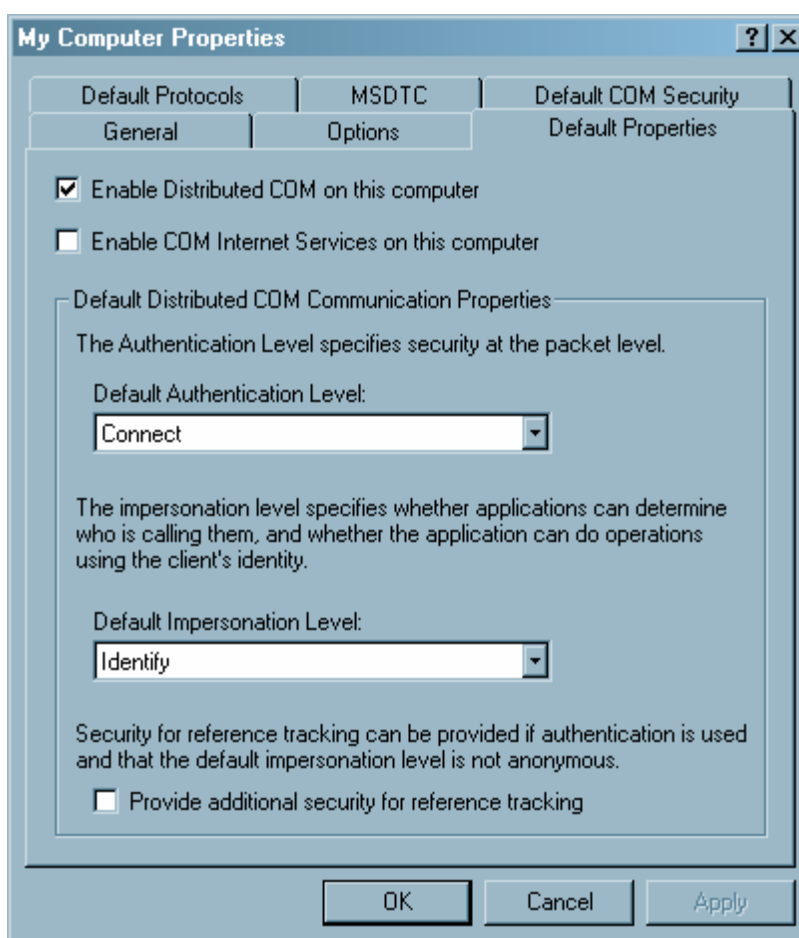 My Computer Properties
Default Protocols
MSDTC
Default COM Security
General
Options
Default Properties
Enable Distributed COM on this computer
Enable COM Internet Services on this computer
Default Distributed COM Communication Properties
The Authentication Level specifies security at the packet level.
Default Authentication Level:
Connect
The impersonation level specifies whether applications can determine
who is calling them, and whether the application can do operations
using the client's identity.
Default Impersonation Level:
Identify
Security for reference tracking can be provided if authentication is used
and that the default impersonation level is not anonymous.
Provide additional security for reference tracking
OK
Cancel
Apply